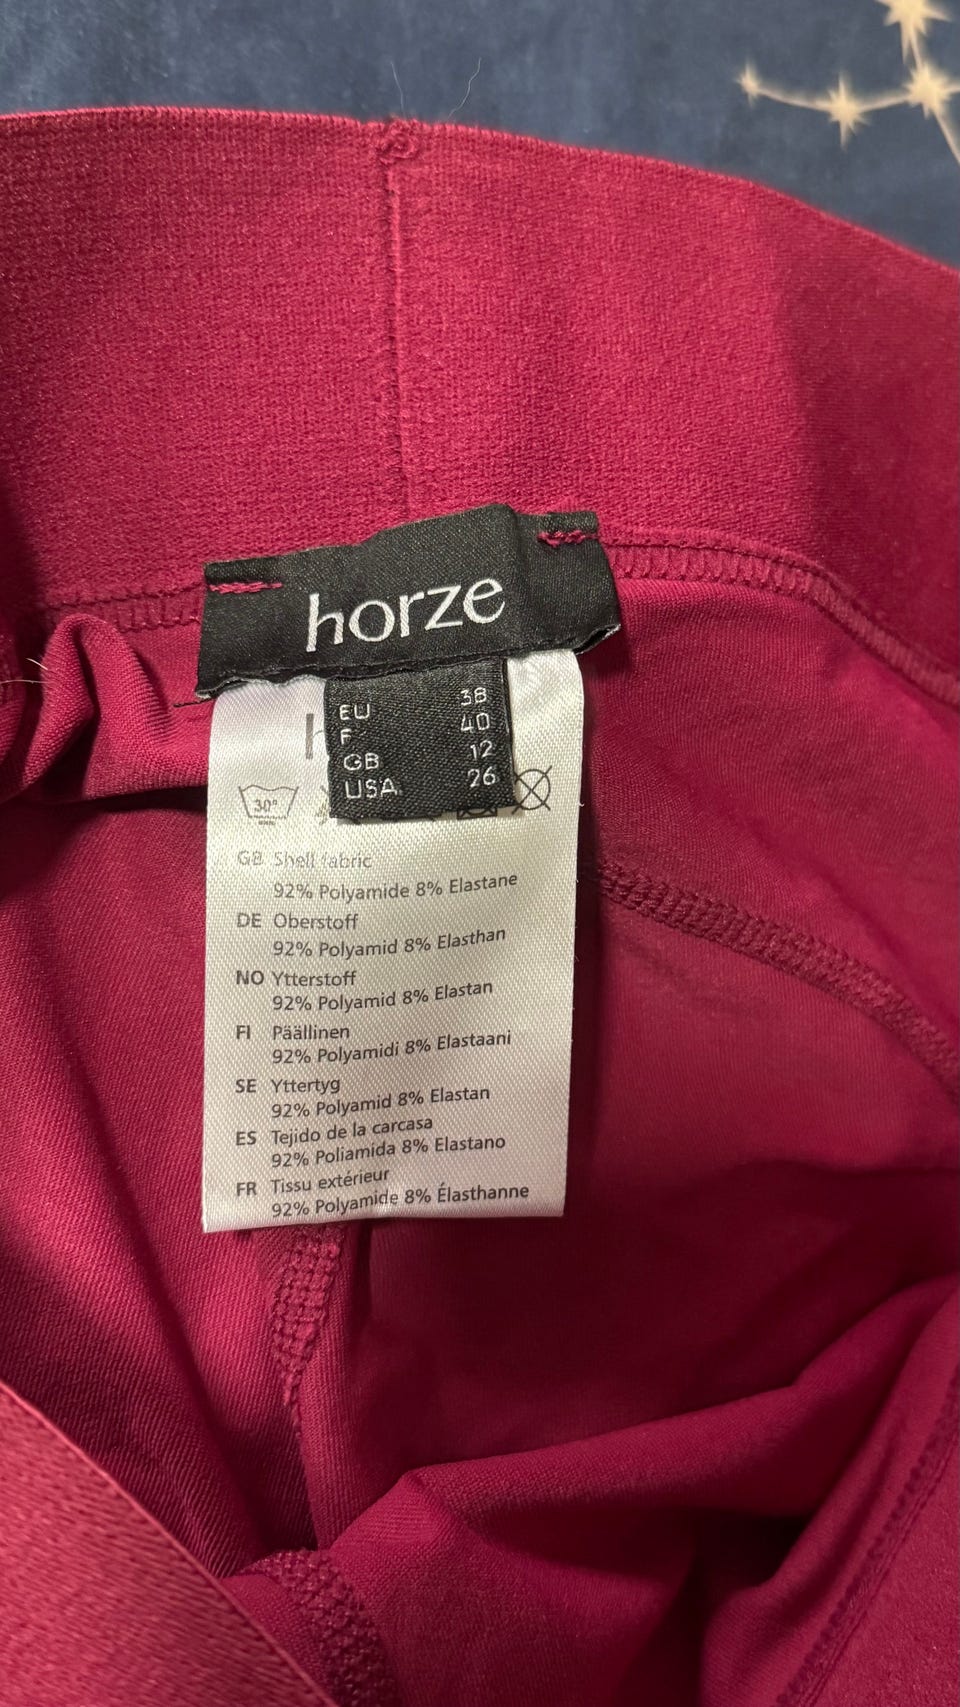 horze
EU 38
F 40
GB 12
USA 26
30°
GB Shell fabric
92% Polyamide 8% Elastane
DE Oberstoff
92% Polyamid 8% Elasthan
NO Ytterstoff
92% Polyamid 8% Elastan
FI Päällinen
92% Polyamidi 8% Elastaani
SE Yttertyg
92% Polyamid 8% Elastan
ES Tejido de la carcasa
92% Poliamida 8% Elastano
FR Tissu extérieur
92% Polyamide 8% Élasthanne